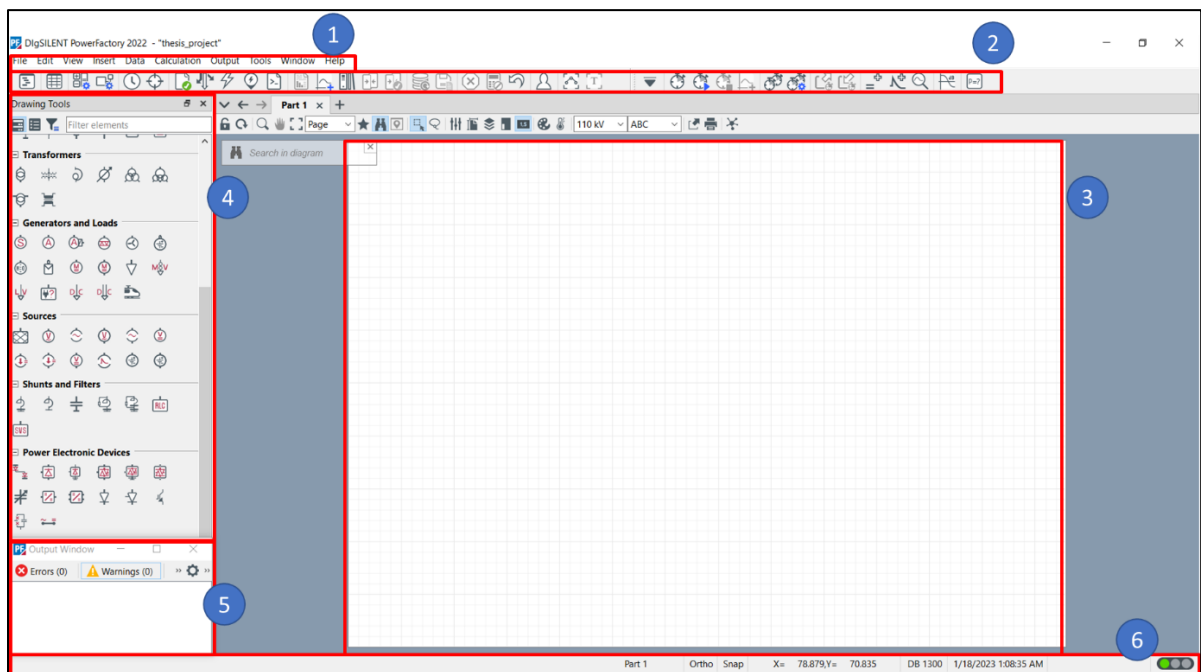 DIgSILENT PowerFactory 2022 - "thesis_project"
1
2
File Edit View Insert Data Calculation Output Tools Window Help
Drawing Tools
Part 1
Filter elements
Page
110 kV
ABC
Search in diagram
Transformers
3
4
Generators and Loads
Sources
Shunts and Filters
RLC
SVS
Power Electronic Devices
Output Window
Errors (0)
Warnings (0)
5
6
Part 1 Ortho Snap X= 78.879,Y= 70.835 DB 1300 1/18/2023 1:08:35 AM